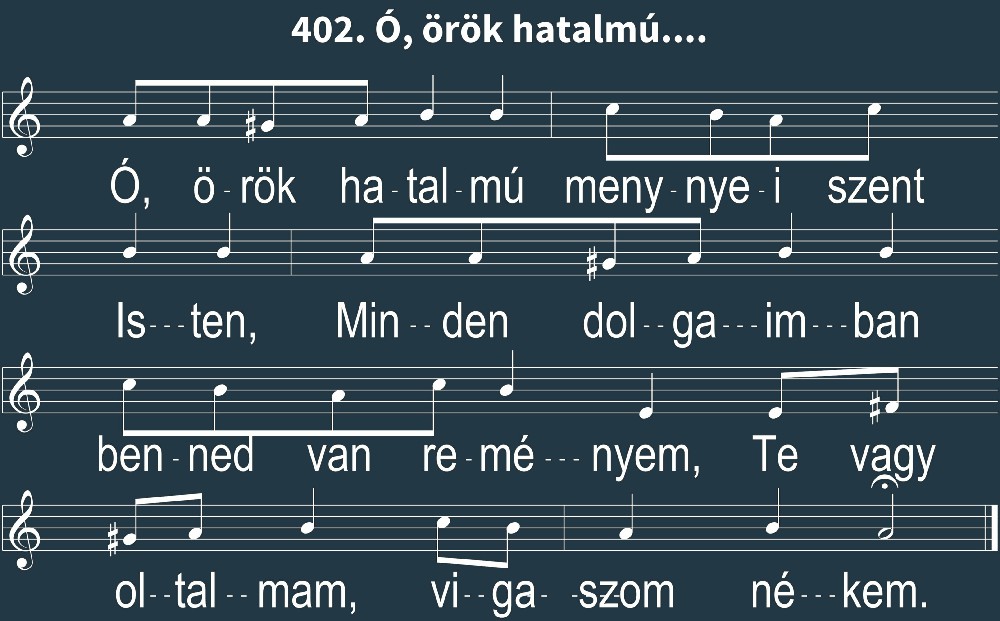 402. Ó, örök hatalmú....
Ó, ö - rök ha - tal - mú meny - nye - i szent
Is - - - ten, Min - - den dol - - ga - - - im - - - ban
ben - ned van re - mé - - - nyem, Te vagy
ol - - tal - - mam, vi - - ga - -szom né - - - kem.